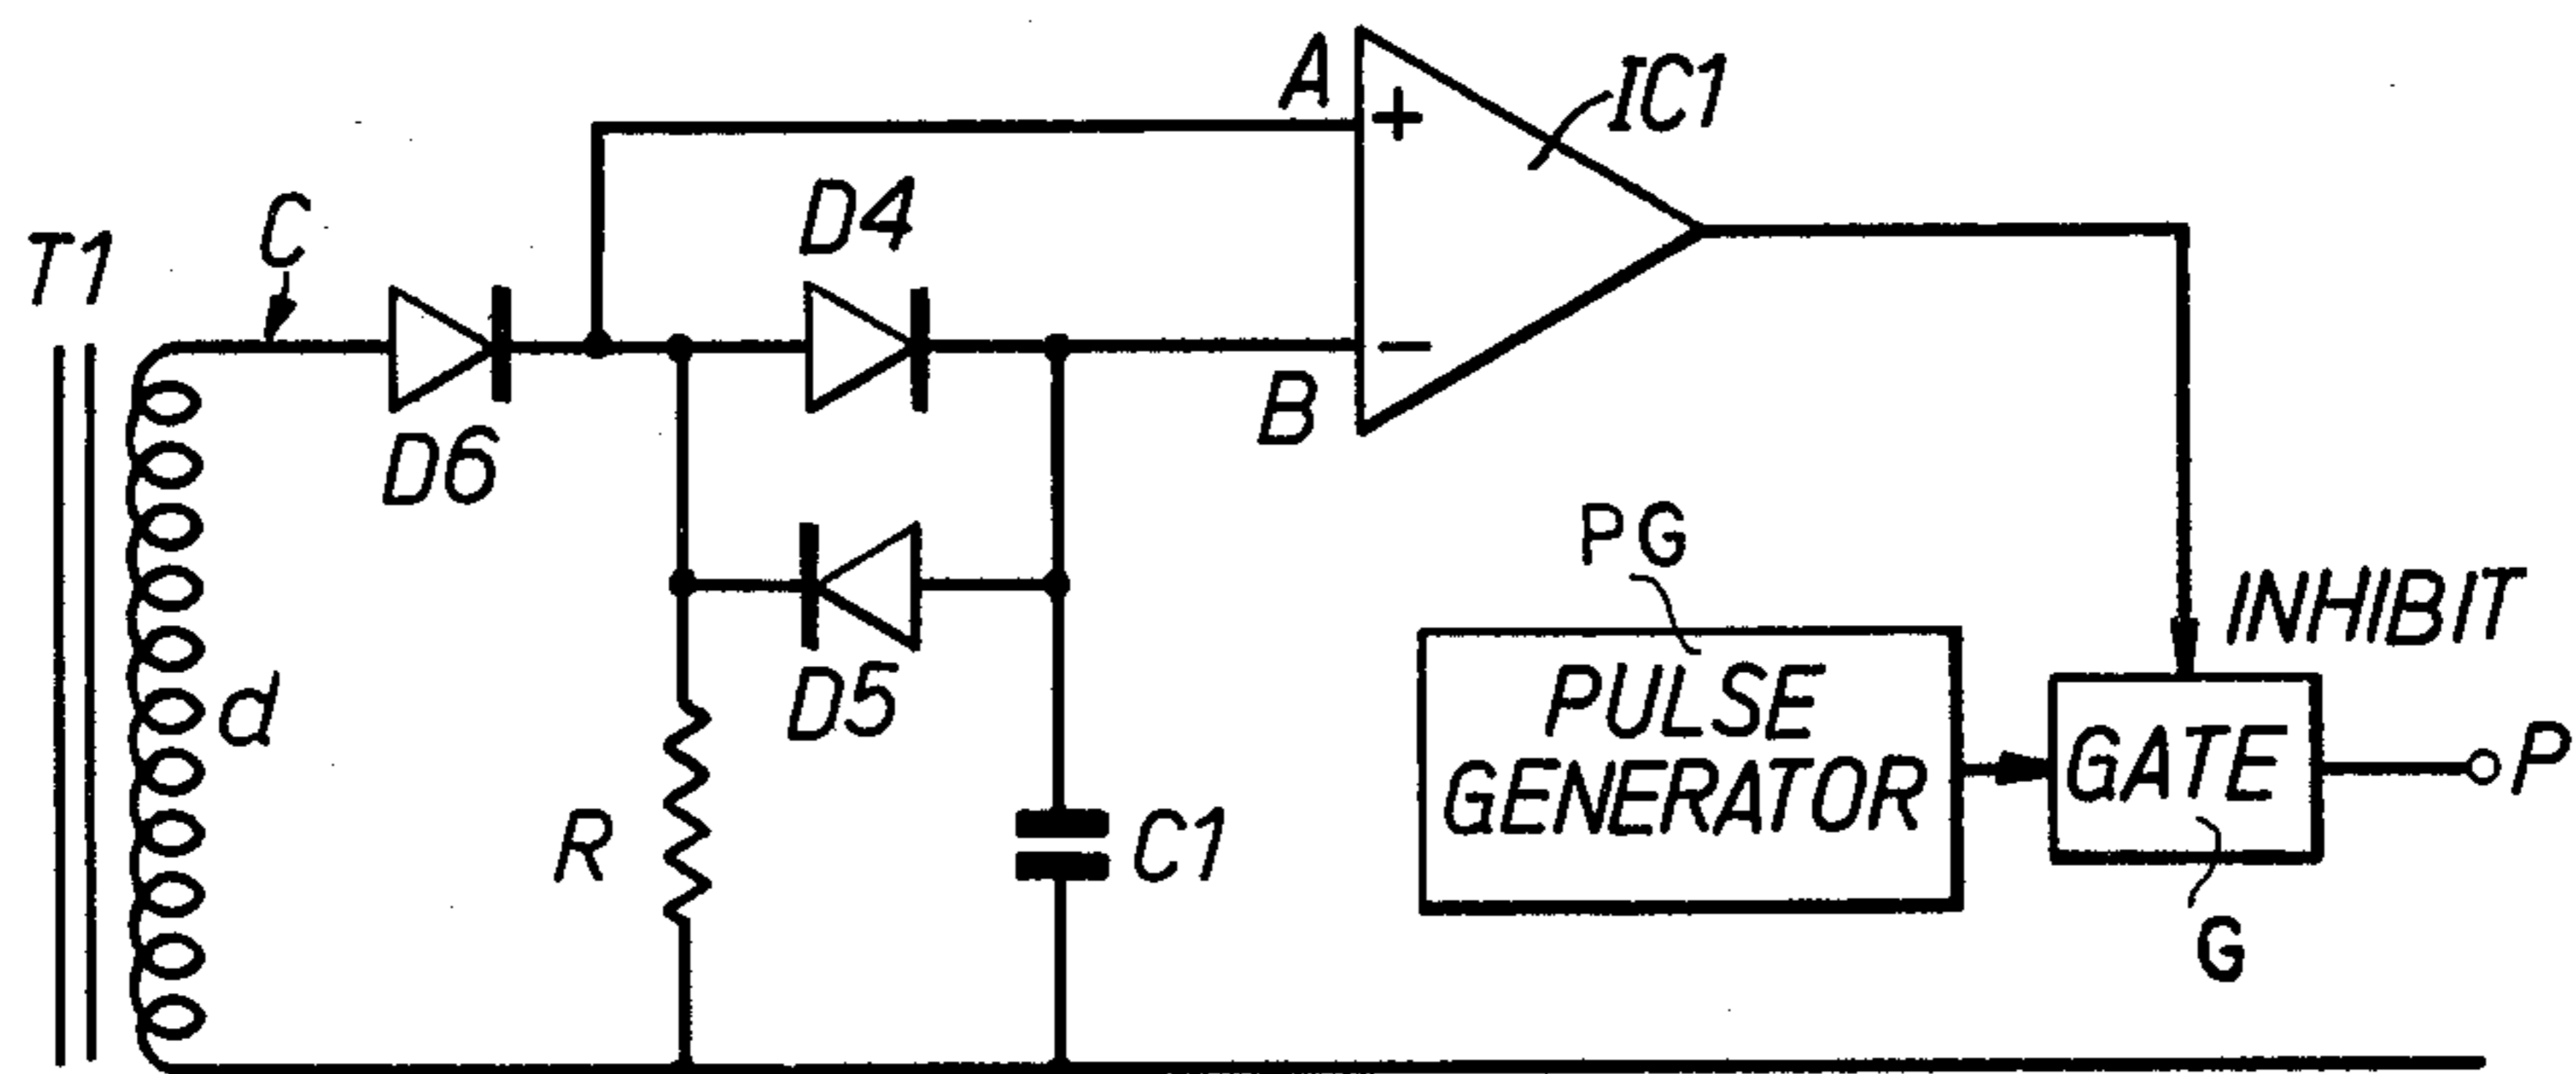 A
+
IC1
C
D4
T1
D6
B
−
PG
D5
INHIBIT
d
PULSE
GENERATOR
GATE
P
R
C1
G